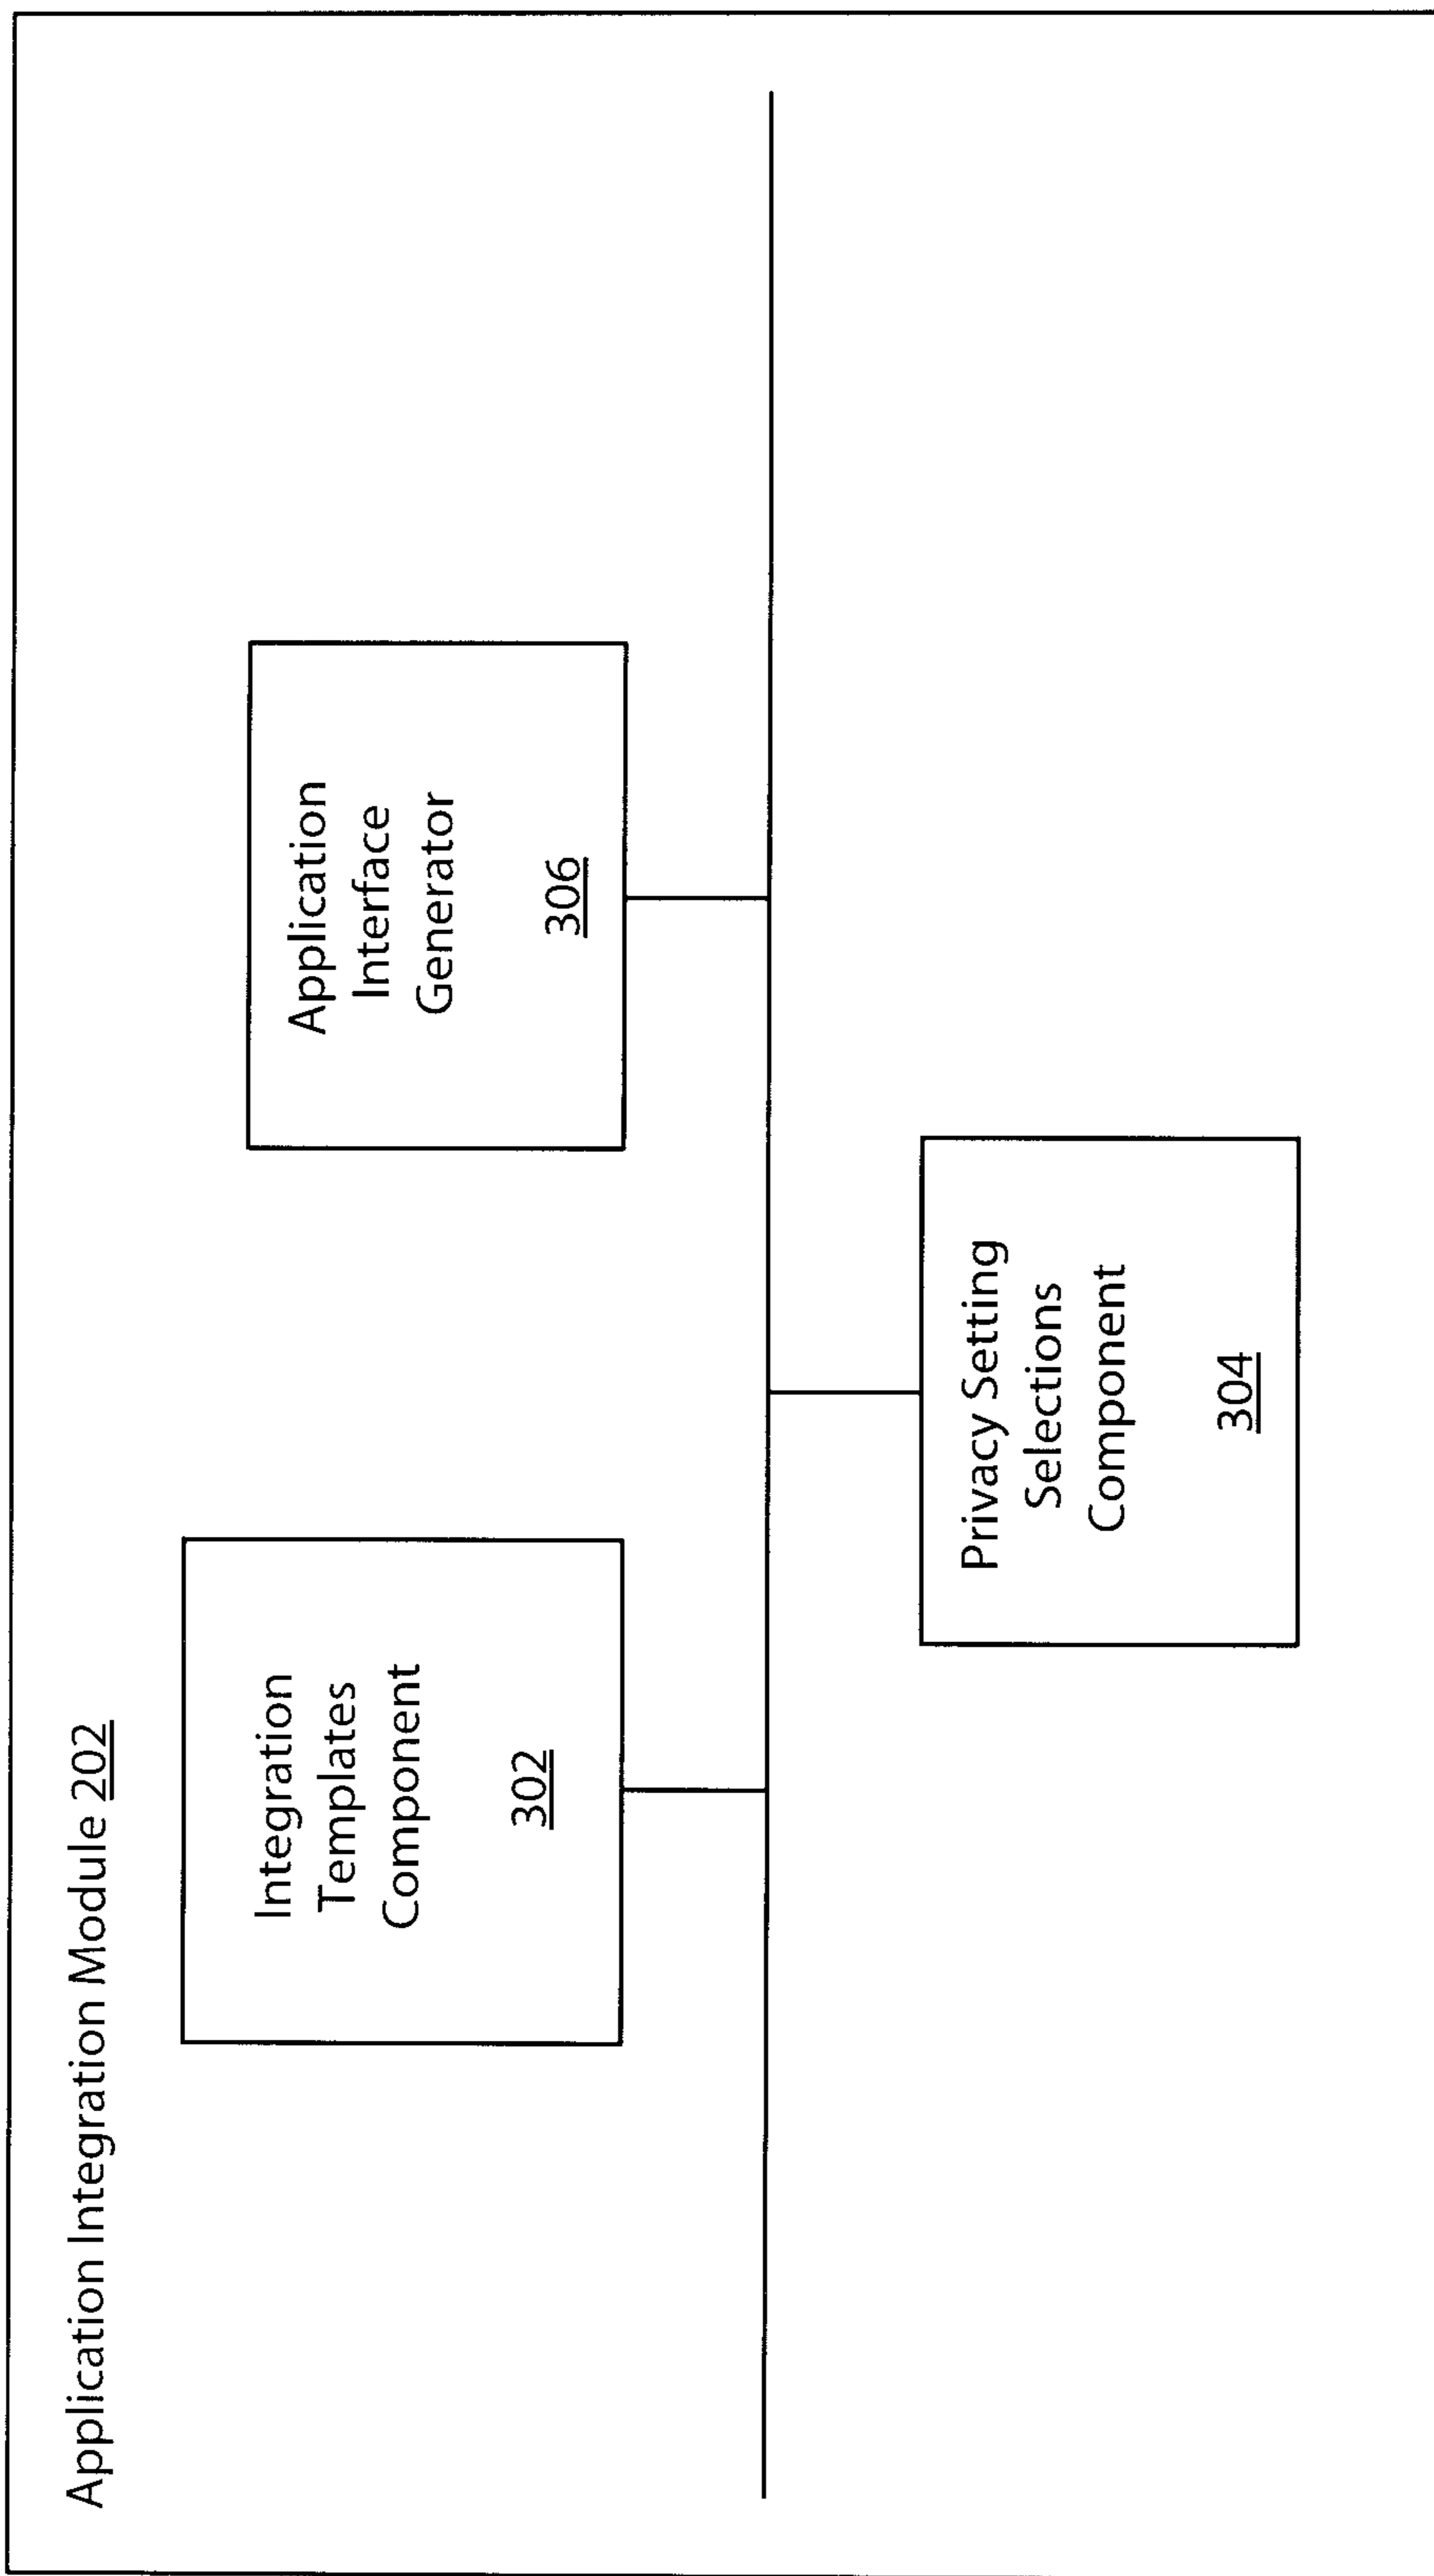 Application Integration Module 202
Integration
Templates
Component
302
Application
Interface
Generator
306
Privacy Setting
Selections
Component
304